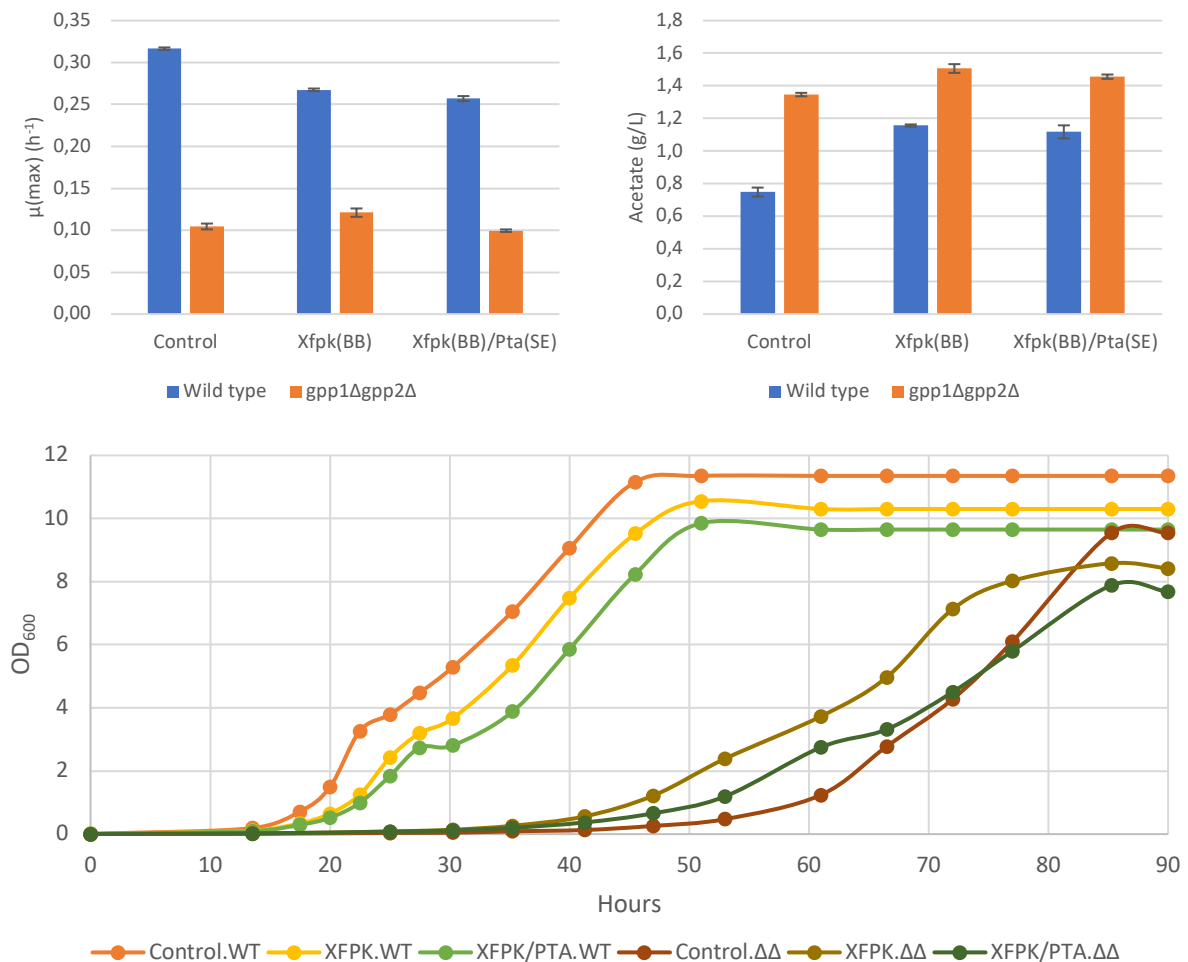 0,35
0,30
0,25
0,20
0,15
0,10
0,05
0,00
μ(max) (h⁻¹)
Control Xfpk(BB) Xfpk(BB)/Pta(SE)
Wild type gpp1Δgpp2Δ
1,8
1,6
1,4
1,2
1,0
0,8
0,6
0,4
0,2
0,0
Acetate (g/L)
Control Xfpk(BB) Xfpk(BB)/Pta(SE)
Wild type gpp1Δgpp2Δ
12
10
8
6
4
2
0
OD₆₀₀
0 10 20 30 40 50 60 70 80 90
Hours
Control.WT XFPK.WT XFPK/PTA.WT Control.ΔΔ XFPK.ΔΔ XFPK/PTA.ΔΔ